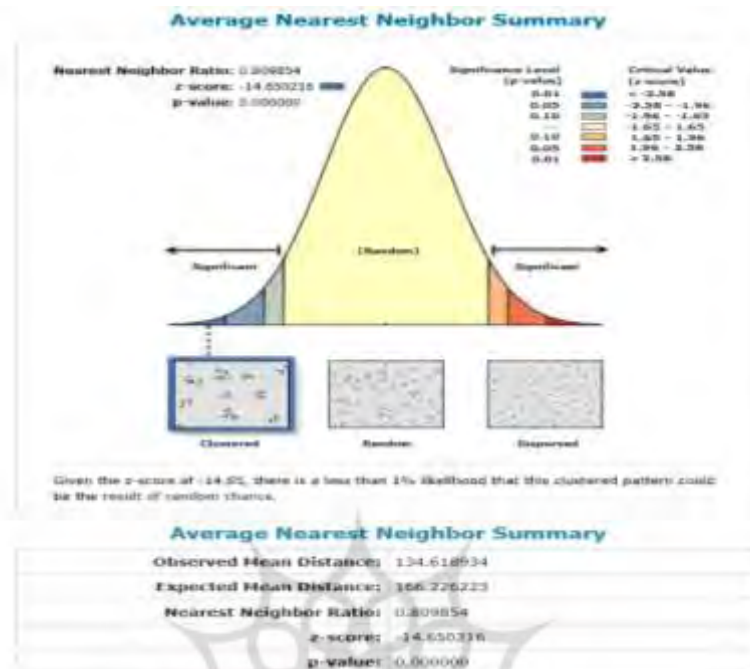 Average Nearest Neighbor Summary
Nearest Neighbor Ratio: 0.809854
z-score: -14.650316
p-value: 0.000000
Significance Level (p-value)
Critical Value (z-score)
0.01 < -2.58
0.05 -2.58 - -1.96
0.10 -1.96 - -1.65
--- -1.65 - 1.65
0.10 1.65 - 1.96
0.05 1.96 - 2.58
0.01 > 2.58
Significant
(Random)
Significant
Clustered
Random
Dispersed
Given the z-score of -14.65, there is a less than 1% likelihood that this clustered pattern could
be the result of random chance.
Average Nearest Neighbor Summary
Observed Mean Distance: 134.618934
Expected Mean Distance: 166.226223
Nearest Neighbor Ratio: 0.809854
z-score: -14.650316
p-value: 0.000000